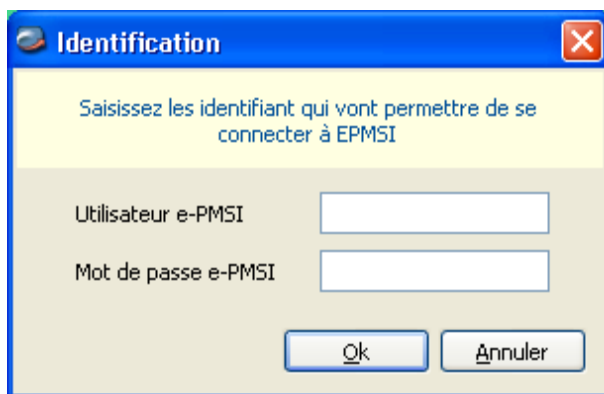 Identification
Saisissez les identifiant qui vont permettre de se
connecter à EPMSI
Utilisateur e-PMSI
Mot de passe e-PMSI
Ok Annuler